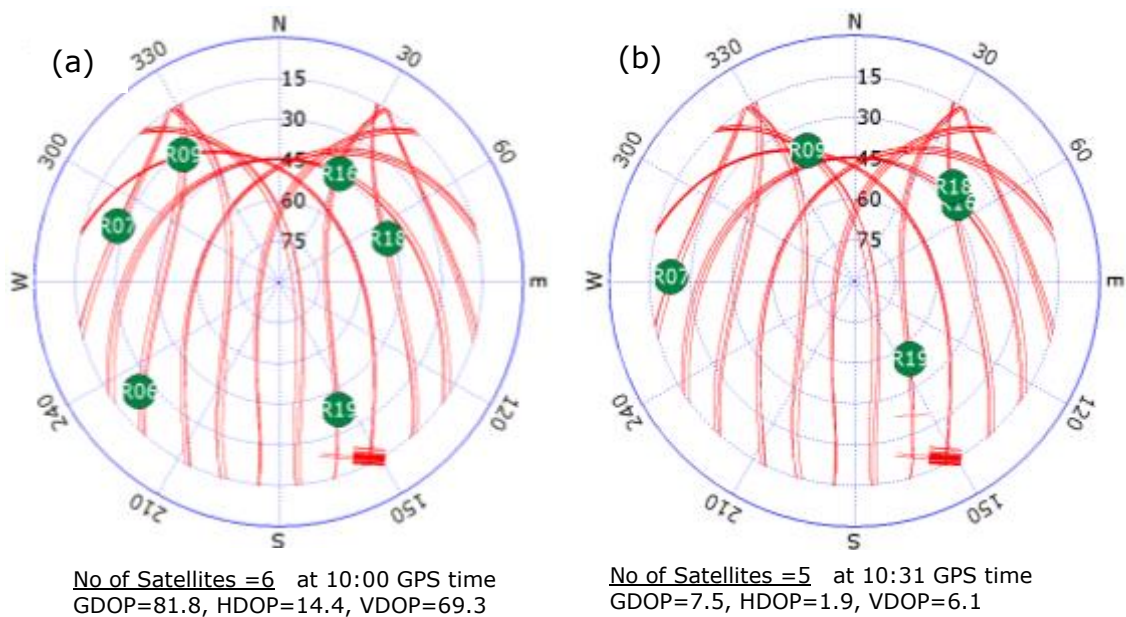 (a)
N
330
30
15
300
30
60
R09
45
R16
60
R07
R18
75
W
E
R06
R19
240
120
210
150
S
No of Satellites =6 at 10:00 GPS time
GDOP=81.8, HDOP=14.4, VDOP=69.3
(b)
N
330
30
15
300
30
60
R09
45
R18
R16
60
75
W
R07
E
R19
240
120
210
150
S
No of Satellites =5 at 10:31 GPS time
GDOP=7.5, HDOP=1.9, VDOP=6.1